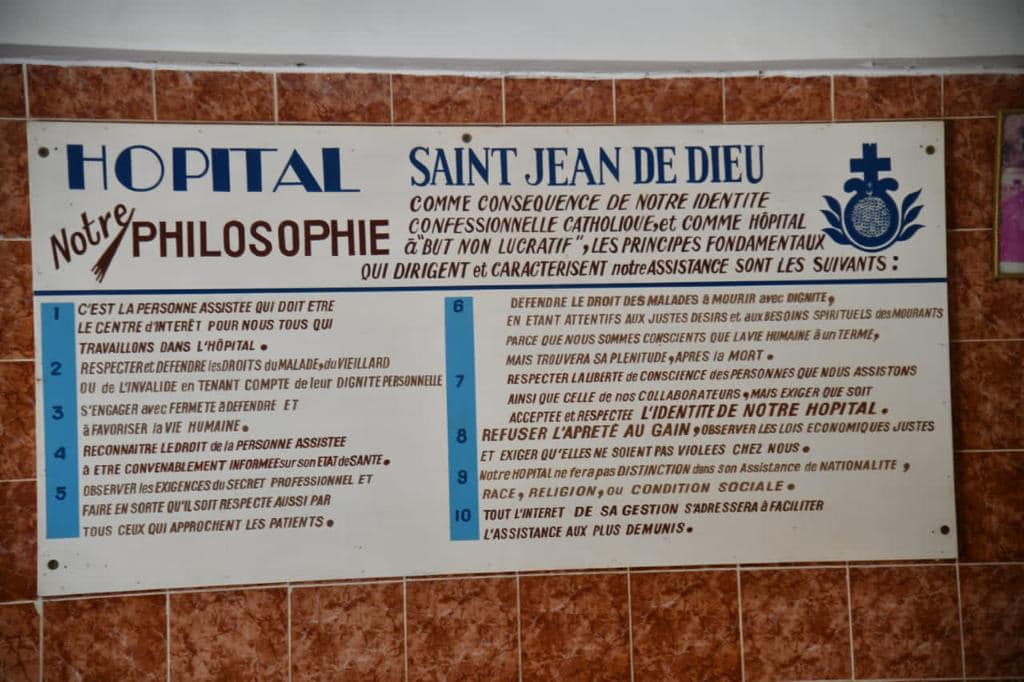 HOPITAL SAINT JEAN DE DIEU
Notre PHILOSOPHIE
COMME CONSEQUENCE DE NOTRE IDENTITE
CONFESSIONNELLE CATHOLIQUE, et COMME HÔPITAL
à "BUT NON LUCRATIF", LES PRINCIPES FONDAMENTAUX
QUI DIRIGENT et CARACTERISENT notre ASSISTANCE SONT LES SUIVANTS :
1 C'EST LA PERSONNE ASSISTEE QUI DOIT ETRE
LE CENTRE d'INTERÊT POUR NOUS TOUS QUI
TRAVAILLONS DANS L'HÔPITAL.
2 RESPECTER et DEFENDRE les DROITS du MALADE, du VIEILLARD
OU de L'INVALIDE en TENANT COMPTE de leur DIGNITE PERSONNELLE
3 S'ENGAGER avec FERMETE à DEFENDRE ET
à FAVORISER la VIE HUMAINE.
4 RECONNAITRE LE DROIT de la PERSONNE ASSISTEE
à ETRE CONVENABLEMENT INFORMEE sur son ETAT de SANTE.
5 OBSERVER les EXIGENCES du SECRET PROFESSIONNEL ET
FAIRE EN SORTE QU'IL SOIT RESPECTE AUSSI PAR
TOUS CEUX QUI APPROCHENT LES PATIENTS.
6 DEFENDRE LE DROIT DES MALADES à MOURIR avec DIGNITE,
EN ETANT ATTENTIFS AUX JUSTES DESIRS et aux BESOINS SPIRITUELS des MOURANTS
PARCE QUE NOUS SOMMES CONSCIENTS QUE LA VIE HUMAINE à un TERME,
MAIS TROUVERA SA PLENITUDE, APRES la MORT.
7 RESPECTER LA LIBERTE de CONSCIENCE des PERSONNES QUE NOUS ASSISTONS
AINSI QUE CELLE de nos COLLABORATEURS, MAIS EXIGER QUE SOIT
ACCEPTEE et RESPECTEE L'IDENTITE DE NOTRE HOPITAL.
8 REFUSER L'APRETÉ AU GAIN, OBSERVER LES LOIS ECONOMIQUES JUSTES
ET EXIGER QU'ELLES NE SOIENT PAS VIOLEES CHEZ NOUS.
9 Notre HOPITAL ne fera pas DISTINCTION dans son Assistance de NATIONALITE,
RACE, RELIGION, ou CONDITION SOCIALE.
10 TOUT L'INTERET DE SA GESTION S'ADRESSERA à FACILITER
L'ASSISTANCE AUX PLUS DEMUNIS.